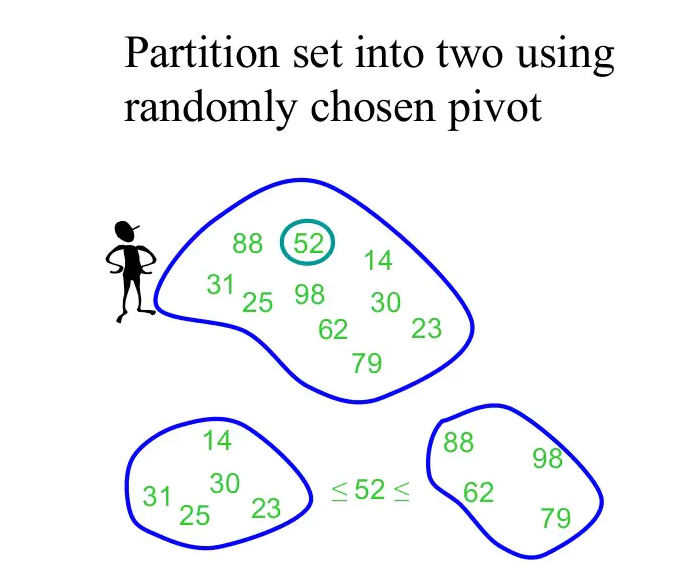 Partition set into two using
randomly chosen pivot
88 52 14
31 25 98 30
62 23
79
14
31 30
25 23
≤ 52 ≤
88 98
62
79